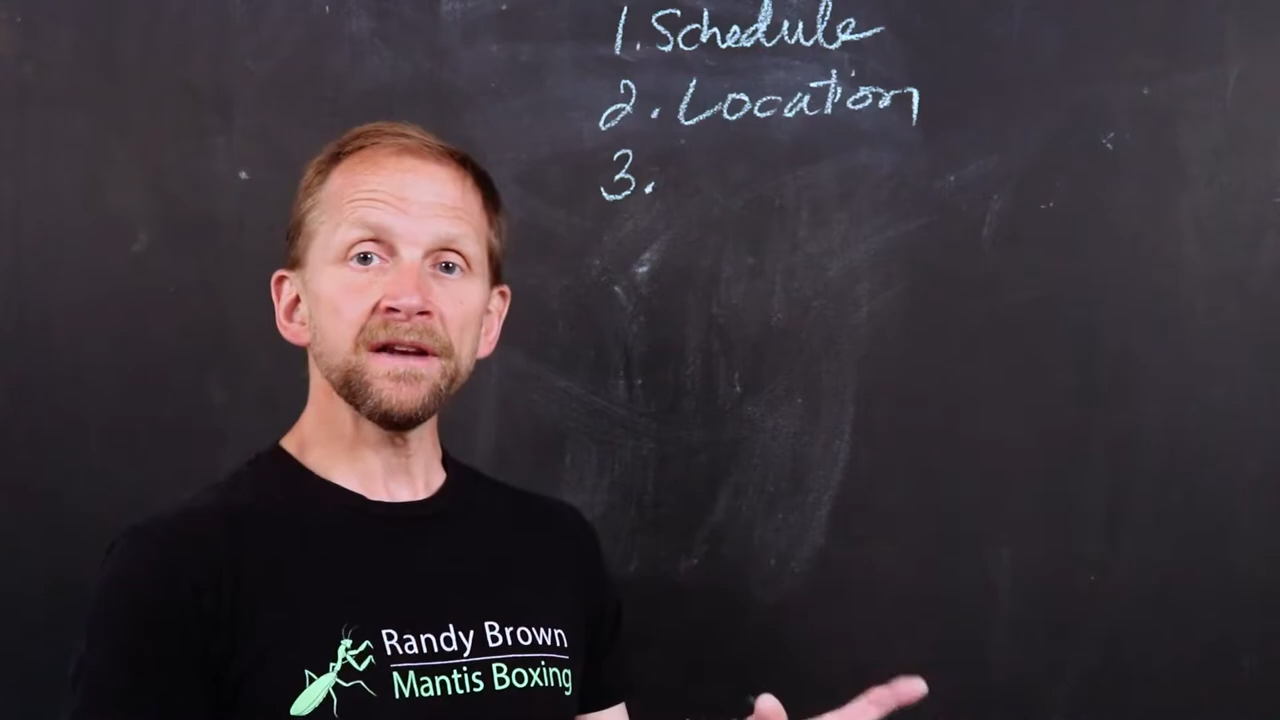 1. Schedule
2. Location
3.
Randy Brown
Mantis Boxing